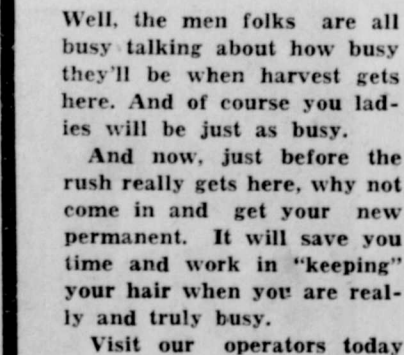 Well, the men folks are all
busy talking about how busy
they'll be when harvest gets
here. And of course you lad-
ies will be just as busy.
And now, just before the
rush really gets here, why not
come in and get your new
permanent. It will save you
time and work in "keeping"
your hair when you are real-
ly and truly busy.
Visit our operators today